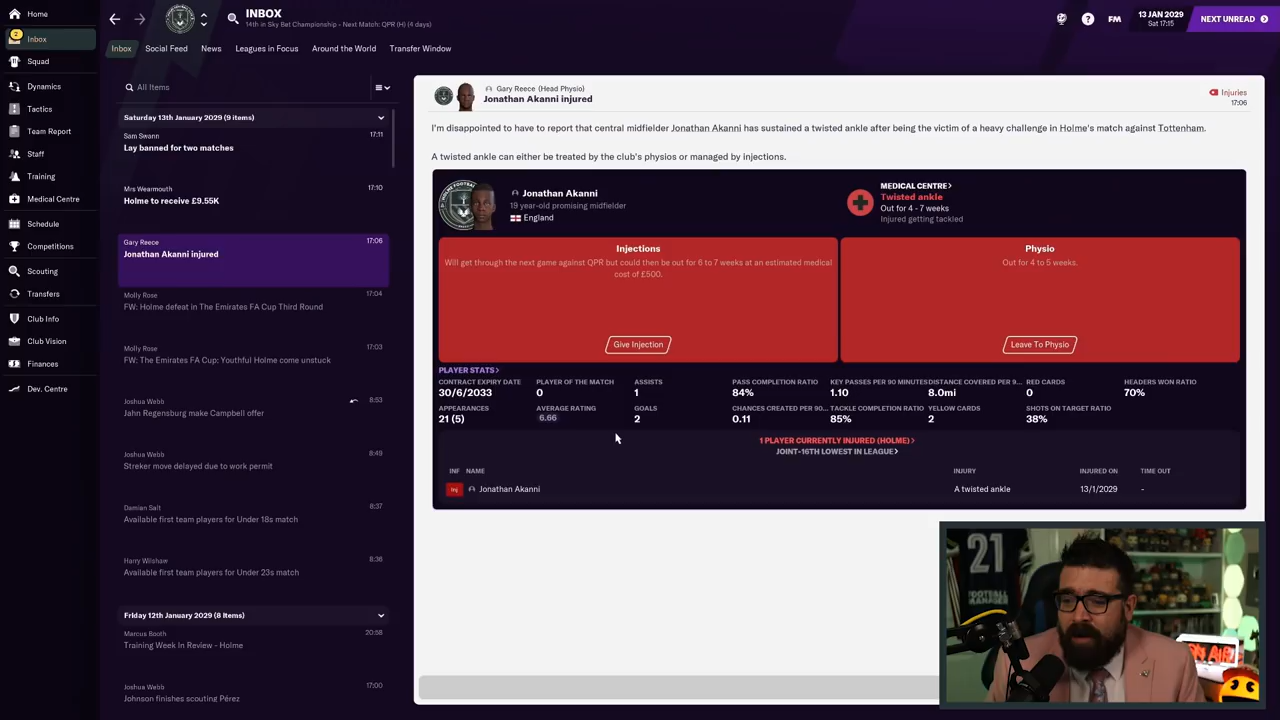 Home
2
Inbox
Squad
Dynamics
Tactics
Team Report
Staff
Training
Medical Centre
Schedule
Competitions
Scouting
Transfers
Club Info
Club Vision
Finances
Dev. Centre
INBOX
14th in Sky Bet Championship - Next Match: QPR (H) (4 days)
FM
13 JAN 2029
Sat 17:15
NEXT UNREAD
Inbox
Social Feed
News
Leagues in Focus
Around the World
Transfer Window
All Items
Saturday 13th January 2029 (9 items)
Sam Swann 17:11
Lay banned for two matches
Mrs Wearmouth 17:10
Holme to receive £9.55K
Gary Reece 17:06
Jonathan Akanni injured
Molly Rose 17:04
FW: Holme defeat in The Emirates FA Cup Third Round
Molly Rose 17:03
FW: The Emirates FA Cup: Youthful Holme come unstuck
Joshua Webb 8:53
Jahn Regensburg make Campbell offer
Joshua Webb 8:49
Streker move delayed due to work permit
Damian Salt 8:37
Available first team players for Under 18s match
Harry Wilshaw 8:36
Available first team players for Under 23s match
Friday 12th January 2029 (8 items)
Marcus Booth 20:58
Training Week In Review - Holme
Joshua Webb 17:00
Johnson finishes scouting Pérez
Gary Reece (Head Physio)
Jonathan Akanni injured
Injuries
17:06
I'm disappointed to have to report that central midfielder Jonathan Akanni has sustained a twisted ankle after being the victim of a heavy challenge in Holme's match against Tottenham.
A twisted ankle can either be treated by the club's physios or managed by injections.
Jonathan Akanni
19 year-old promising midfielder
England
MEDICAL CENTRE>
Twisted ankle
Out for 4 - 7 weeks
Injured getting tackled
Injections
Will get through the next game against QPR but could then be out for 6 to 7 weeks at an estimated medical
cost of £500.
Give Injection
Physio
Out for 4 to 5 weeks.
Leave To Physio
PLAYER STATS>
CONTRACT EXPIRY DATE PLAYER OF THE MATCH ASSISTS PASS COMPLETION RATIO KEY PASSES PER 90 MINUTES DISTANCE COVERED PER 9... RED CARDS HEADERS WON RATIO
30/6/2033 0 1 84% 1.10 8.0mi 0 70%
APPEARANCES AVERAGE RATING GOALS CHANCES CREATED PER 90... TACKLE COMPLETION RATIO YELLOW CARDS SHOTS ON TARGET RATIO
21 (5) 6.66 2 0.11 85% 2 38%
1 PLAYER CURRENTLY INJURED (HOLME)>
JOINT-16TH LOWEST IN LEAGUE>
INF NAME INJURY INJURED ON TIME OUT
Inj Jonathan Akanni A twisted ankle 13/1/2029 -
21
FOOTBALL
MANAGER
ON AIR